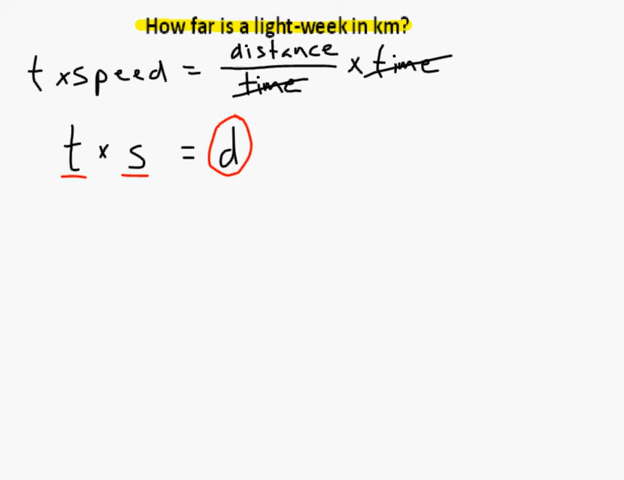 How far is a light-week in km?
t × speed = distance / time × time
t × s = d